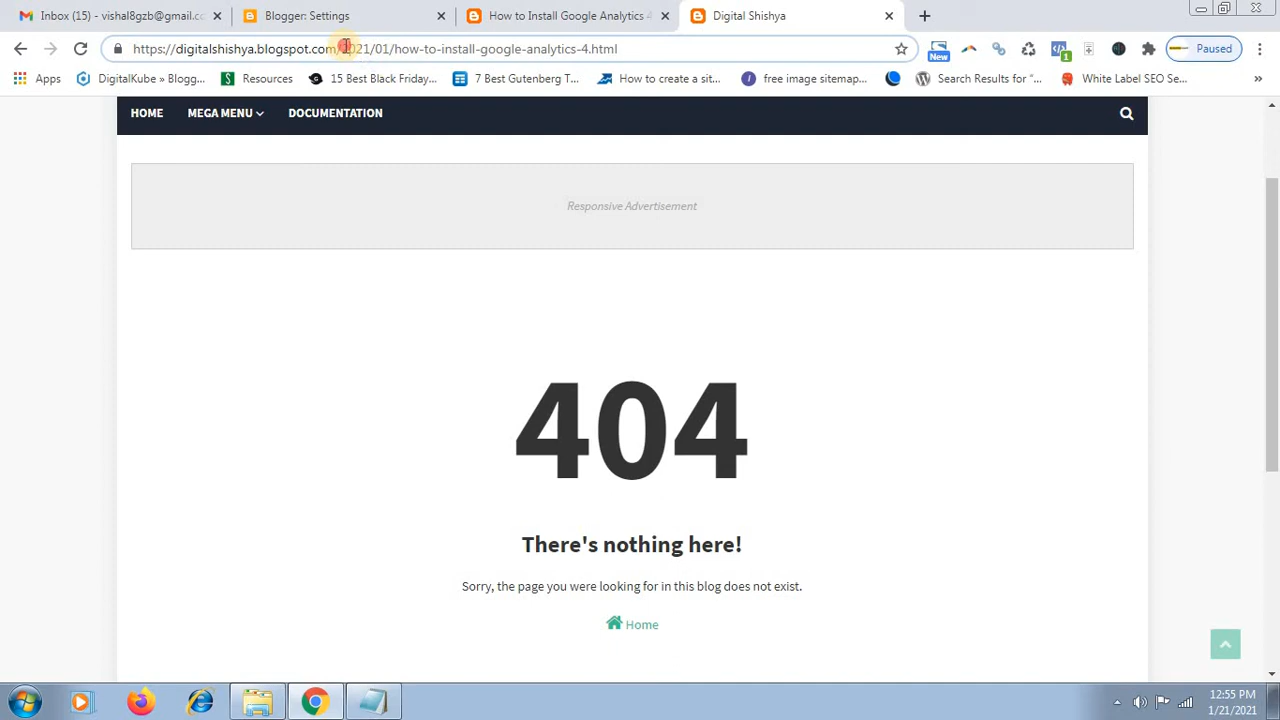 Inbox (15) - vishal8gzb@gmail.c
Blogger: Settings
How to Install Google Analytics 4
Digital Shishya
https://digitalshishya.blogspot.com/2021/01/how-to-install-google-analytics-4.html
New
1
Paused
Apps
DigitalKube » Blogg...
Resources
15 Best Black Friday...
7 Best Gutenberg T...
How to create a sit...
free image sitemap...
Search Results for “...
White Label SEO Se...
»
HOME
MEGA MENU
DOCUMENTATION
Responsive Advertisement
404
There's nothing here!
Sorry, the page you were looking for in this blog does not exist.
Home
12:55 PM
1/21/2021